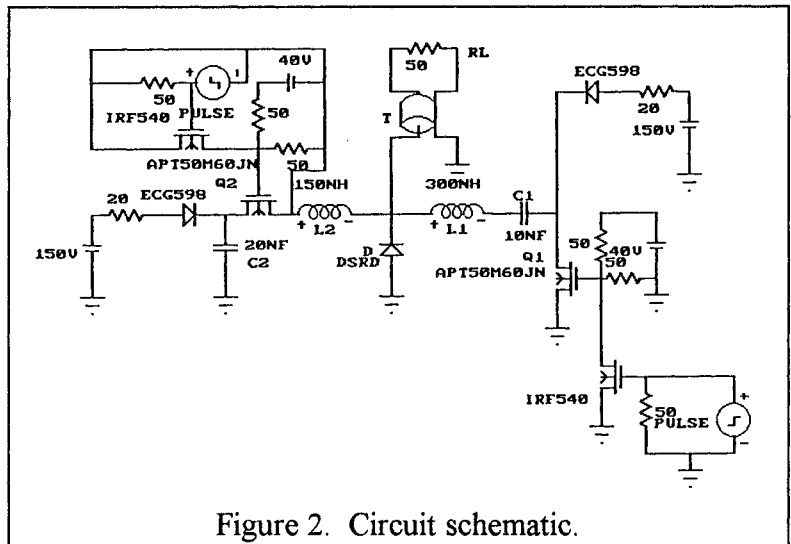 40V
RL
50
ECG598
50
IRF540
PULSE
50
T
20
150V
APT50M60JN
50
Q2
150NH
300NH
C1
20
ECG598
+ L2 -
+ L1 -
10NF
150V
20NF
C2
D
DSRD
Q1
APT50M60JN
50
40V
50
IRF540
50
PULSE
+
-
Figure 2. Circuit schematic.